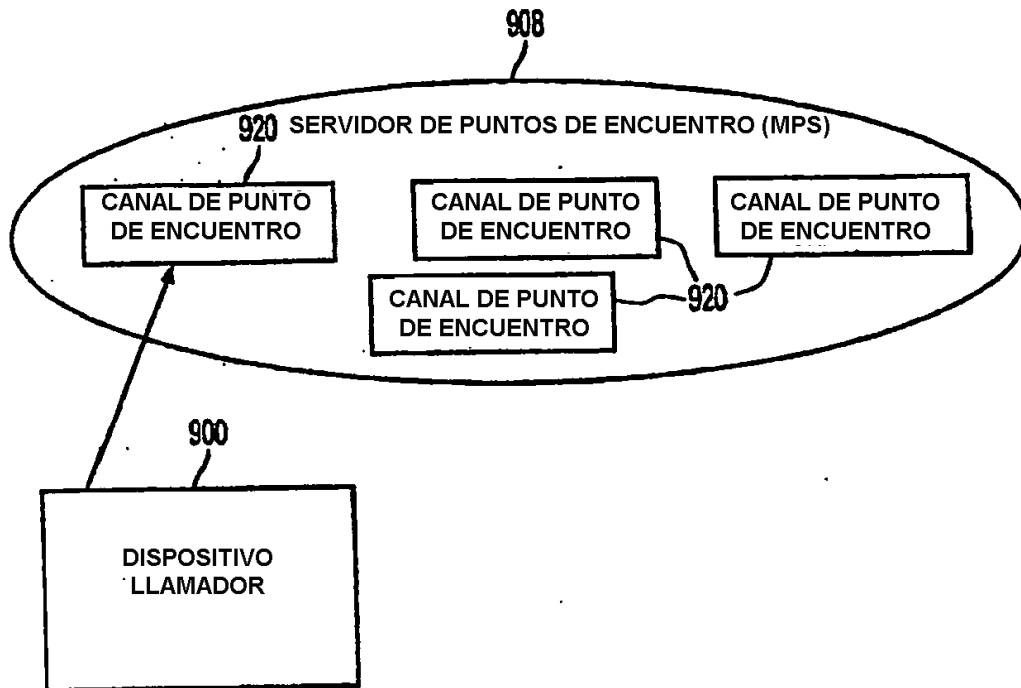 908
920 SERVIDOR DE PUNTOS DE ENCUENTRO (MPS)
CANAL DE PUNTO
DE ENCUENTRO
CANAL DE PUNTO
DE ENCUENTRO
CANAL DE PUNTO
DE ENCUENTRO
920
CANAL DE PUNTO
DE ENCUENTRO
900
DISPOSITIVO
LLAMADOR